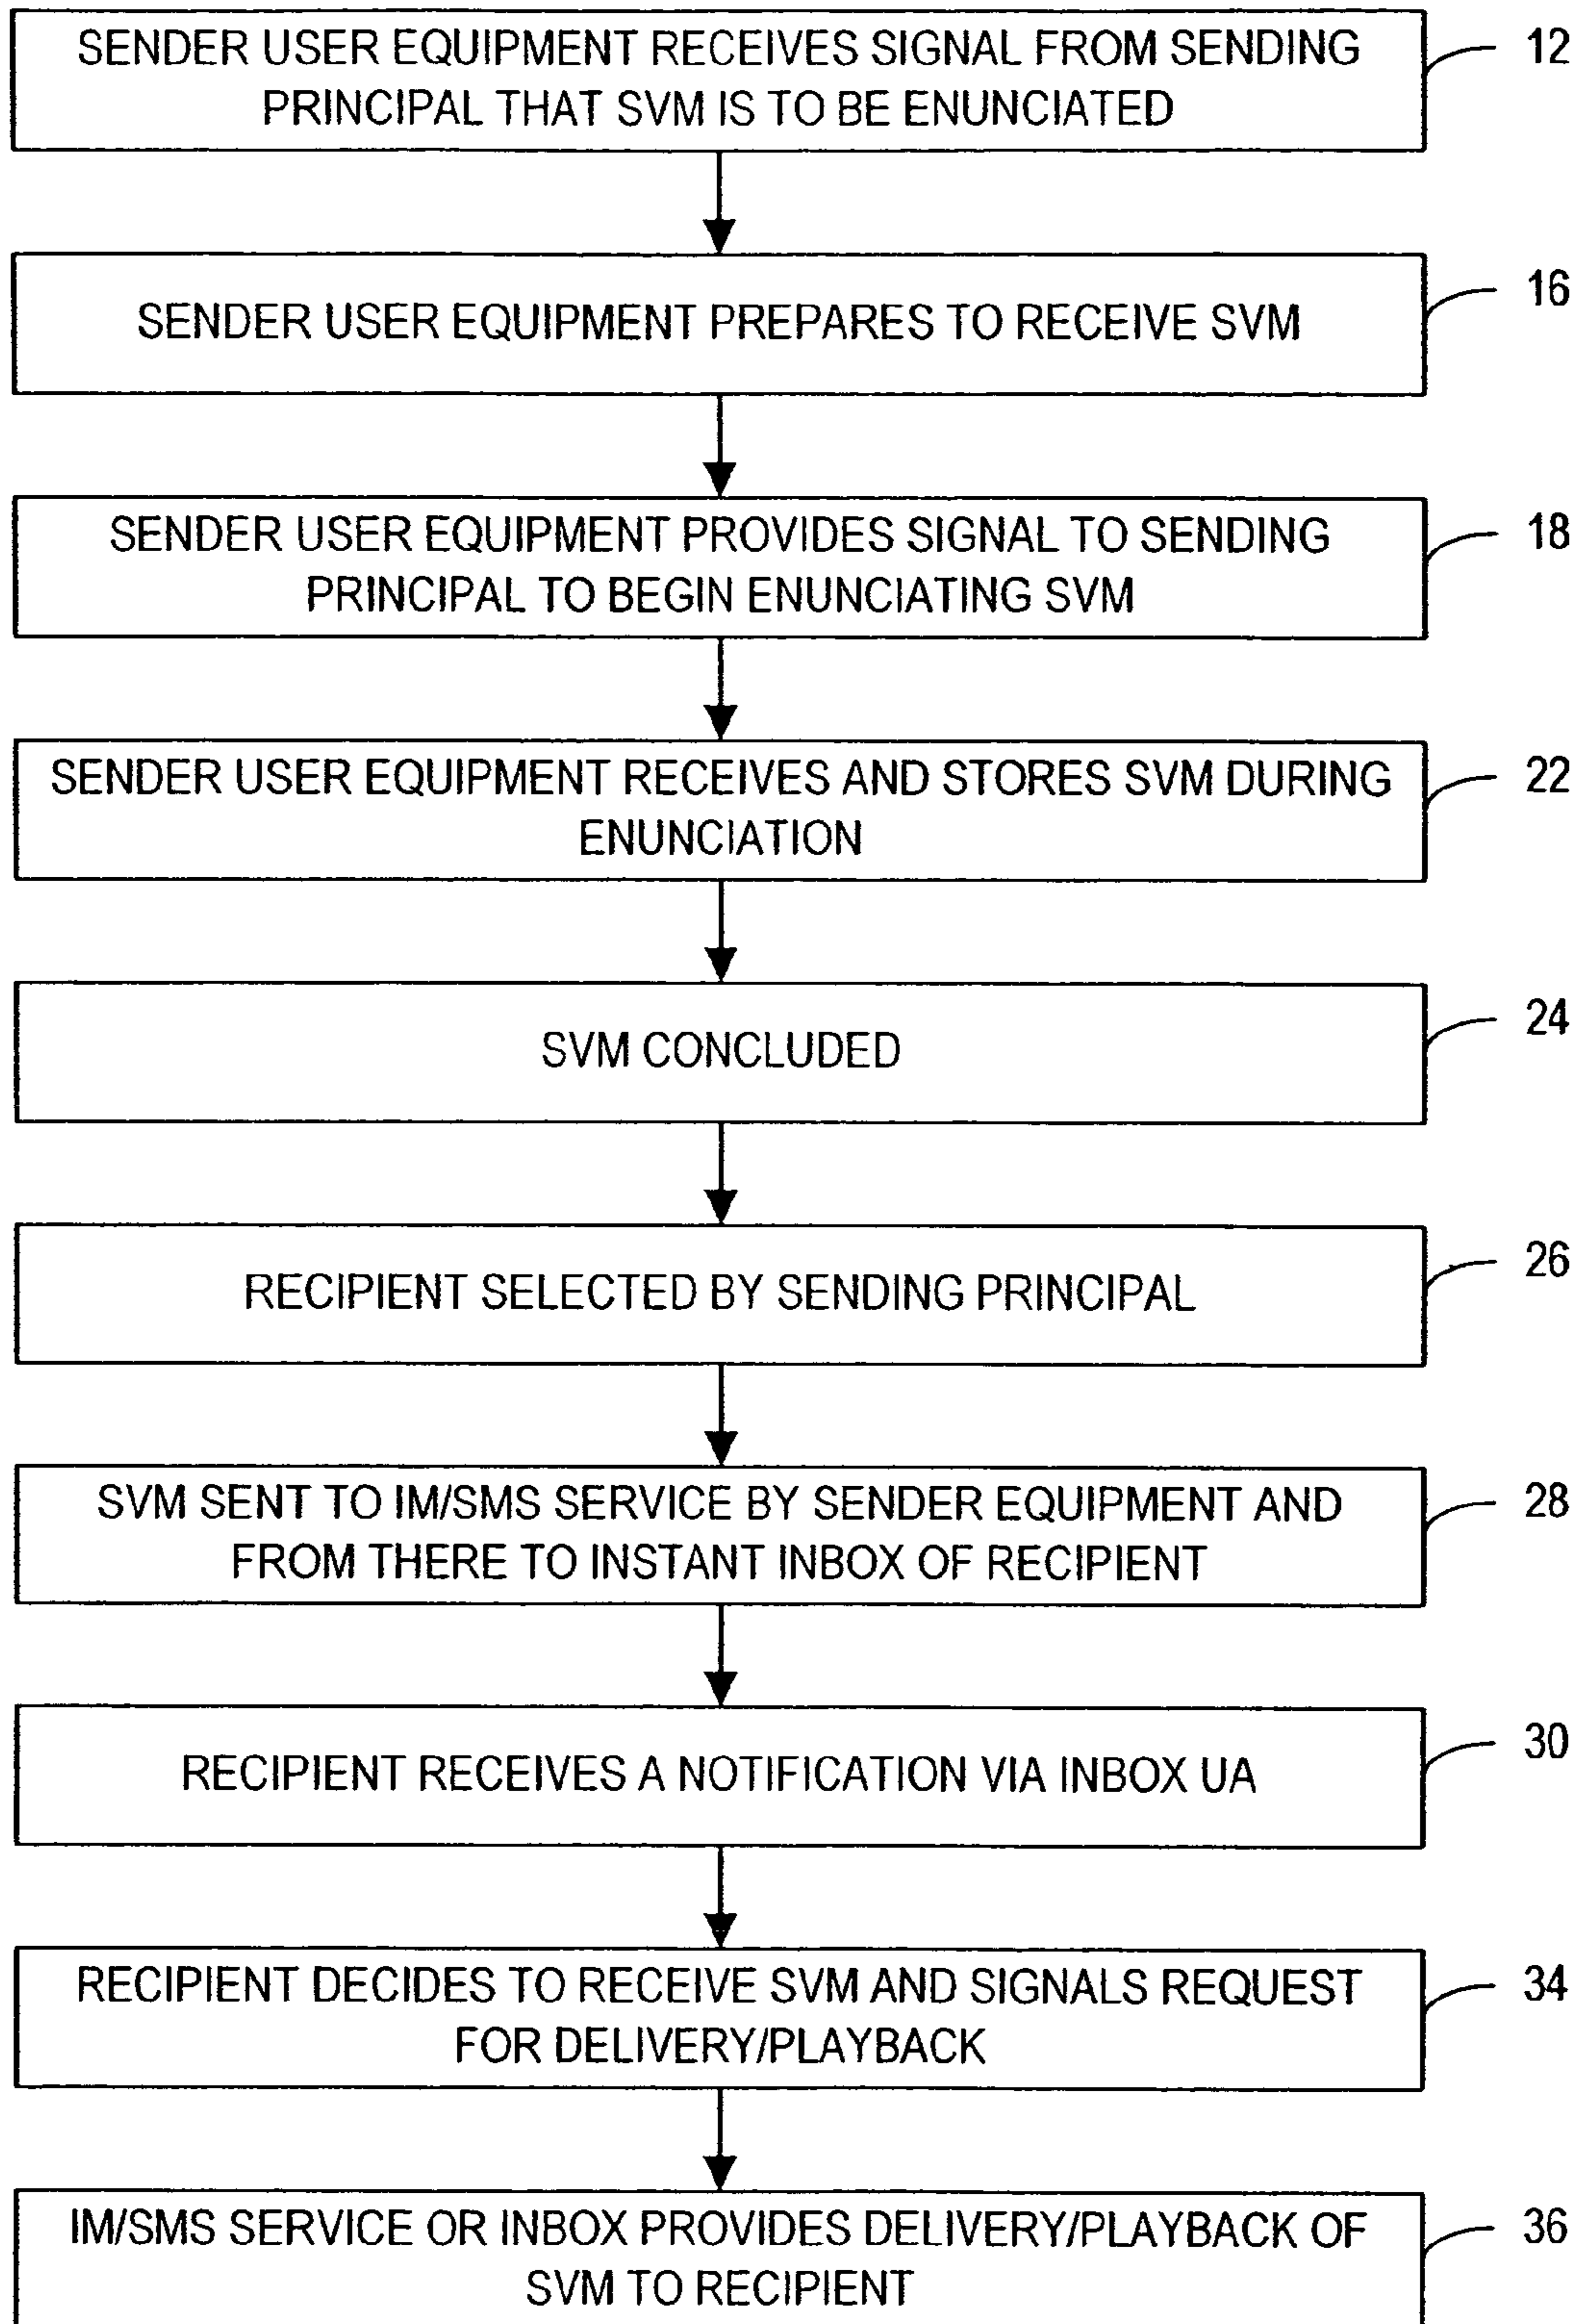 SENDER USER EQUIPMENT RECEIVES SIGNAL FROM SENDING
PRINCIPAL THAT SVM IS TO BE ENUNCIATED
12
SENDER USER EQUIPMENT PREPARES TO RECEIVE SVM
16
SENDER USER EQUIPMENT PROVIDES SIGNAL TO SENDING
PRINCIPAL TO BEGIN ENUNCIATING SVM
18
SENDER USER EQUIPMENT RECEIVES AND STORES SVM DURING
ENUNCIATION
22
SVM CONCLUDED
24
RECIPIENT SELECTED BY SENDING PRINCIPAL
26
SVM SENT TO IM/SMS SERVICE BY SENDER EQUIPMENT AND
FROM THERE TO INSTANT INBOX OF RECIPIENT
28
RECIPIENT RECEIVES A NOTIFICATION VIA INBOX UA
30
RECIPIENT DECIDES TO RECEIVE SVM AND SIGNALS REQUEST
FOR DELIVERY/PLAYBACK
34
IM/SMS SERVICE OR INBOX PROVIDES DELIVERY/PLAYBACK OF
SVM TO RECIPIENT
36